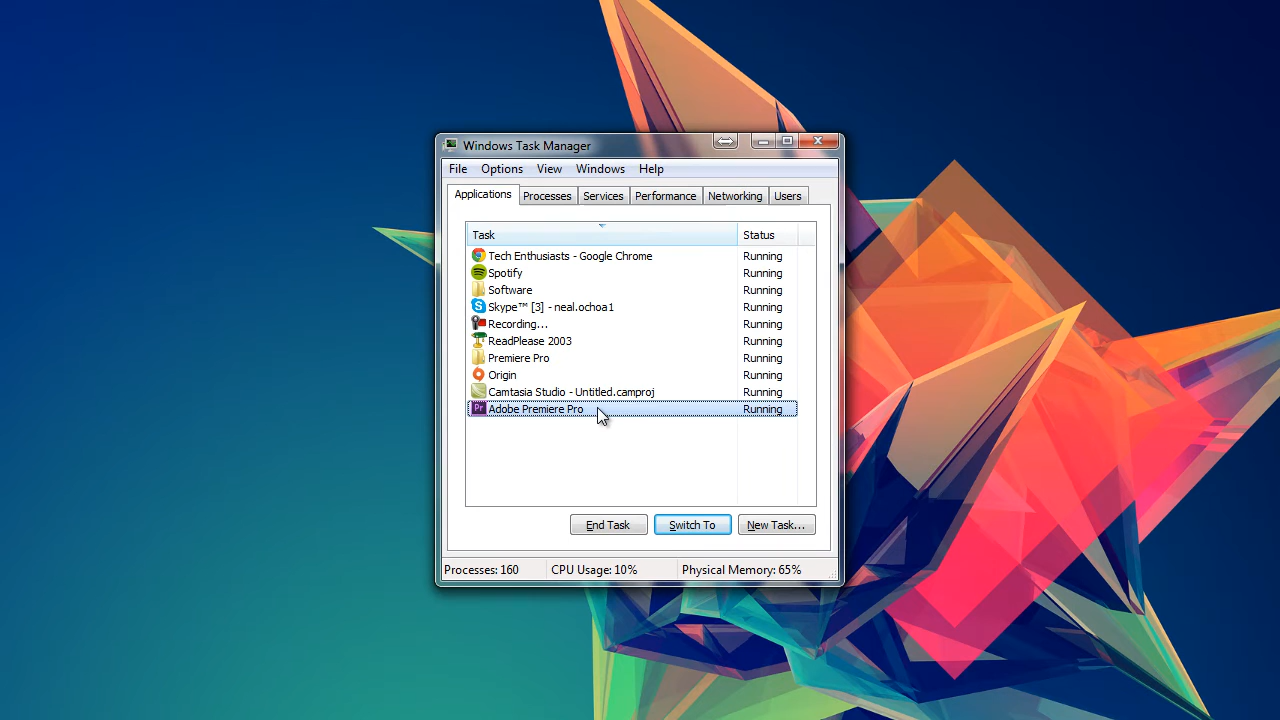 Windows Task Manager
File Options View Windows Help
Applications Processes Services Performance Networking Users
Task Status
Tech Enthusiasts - Google Chrome Running
Spotify Running
Software Running
Skype™ [3] - neal.ochoa1 Running
Recording... Running
ReadPlease 2003 Running
Premiere Pro Running
Origin Running
Camtasia Studio - Untitled.camproj Running
Pr Adobe Premiere Pro Running
End Task Switch To New Task...
Processes: 160 CPU Usage: 10% Physical Memory: 65%